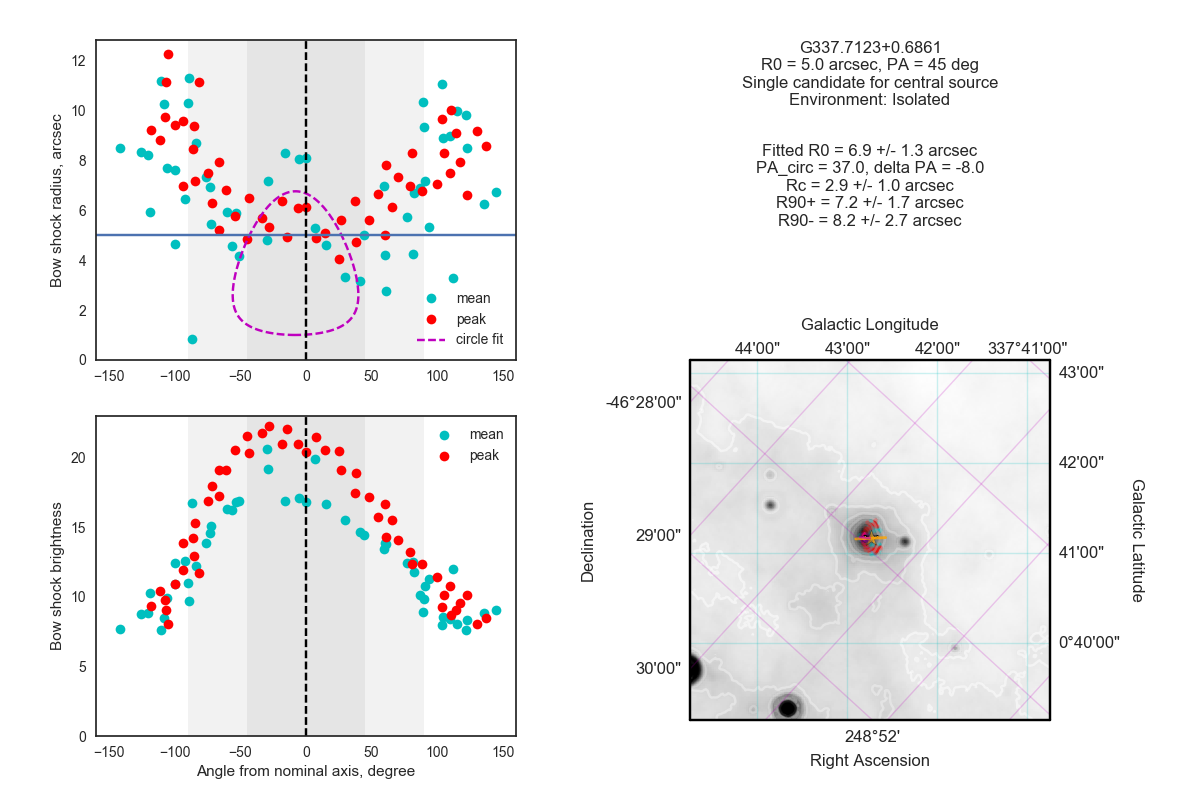 12
10
8
6
4
2
0
Bow shock radius, arcsec
mean
peak
circle fit
−150
−100
−50
0
50
100
150
20
15
10
5
0
Bow shock brightness
mean
peak
−150
−100
−50
0
50
100
150
Angle from nominal axis, degree
G337.7123+0.6861
R0 = 5.0 arcsec, PA = 45 deg
Single candidate for central source
Environment: Isolated
Fitted R0 = 6.9 +/- 1.3 arcsec
PA_circ = 37.0, delta PA = -8.0
Rc = 2.9 +/- 1.0 arcsec
R90+ = 7.2 +/- 1.7 arcsec
R90- = 8.2 +/- 2.7 arcsec
Galactic Longitude
44'00" 43'00" 42'00" 337°41'00"
-46°28'00"
29'00"
30'00"
Declination
43'00"
42'00"
41'00"
0°40'00"
Galactic Latitude
248°52'
Right Ascension